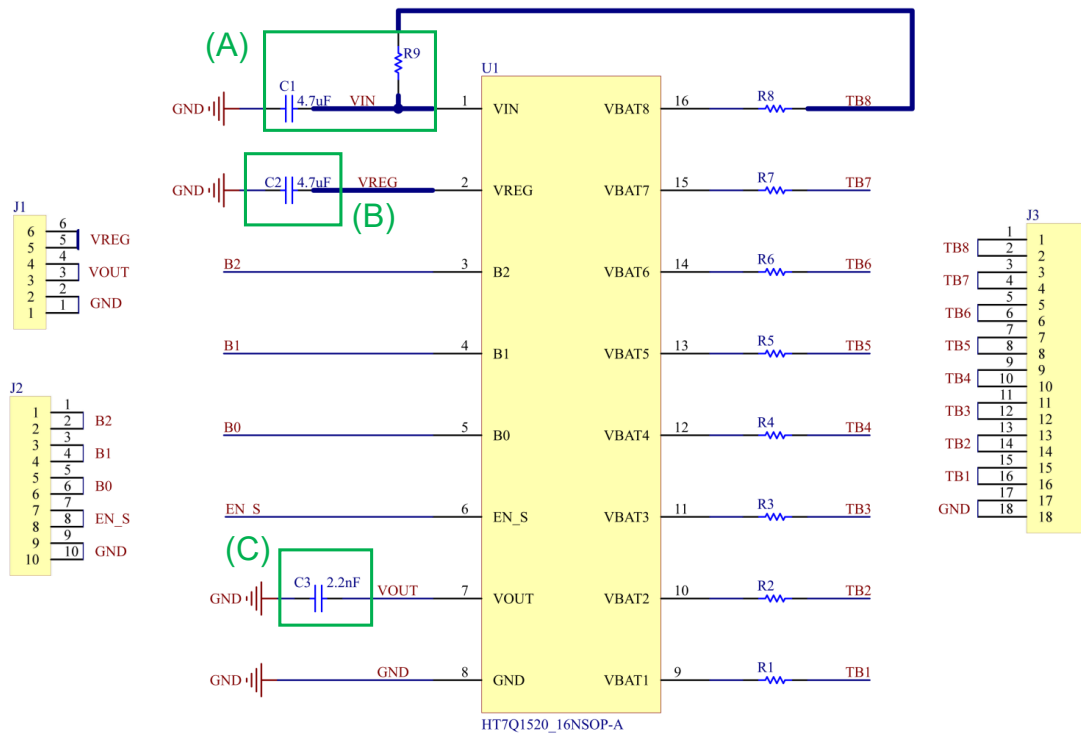 (A)
R9
C1
4.7uF
VIN
GND
1
VIN
U1
VBAT8
16
R8
TB8
C2
4.7uF
VREG
GND
2
VREG
(B)
VBAT7
15
R7
TB7
B2
3
B2
VBAT6
14
R6
TB6
B1
4
B1
VBAT5
13
R5
TB5
B0
5
B0
VBAT4
12
R4
TB4
EN_S
6
EN_S
VBAT3
11
R3
TB3
(C)
C3
2.2nF
VOUT
GND
7
VOUT
VBAT2
10
R2
TB2
GND
GND
8
GND
VBAT1
9
R1
TB1
HT7Q1520_16NSOP-A
J1
6 6
5 5 VREG
4 4
3 3 VOUT
2 2
1 1 GND
J2
1 1
2 2 B2
3 3
4 4 B1
5 5
6 6 B0
7 7
8 8 EN_S
9 9
10 10 GND
J3
1 1
TB8 2 2
3 3
TB7 4 4
5 5
TB6 6 6
7 7
TB5 8 8
9 9
TB4 10 10
11 11
TB3 12 12
13 13
TB2 14 14
15 15
TB1 16 16
17 17
GND 18 18